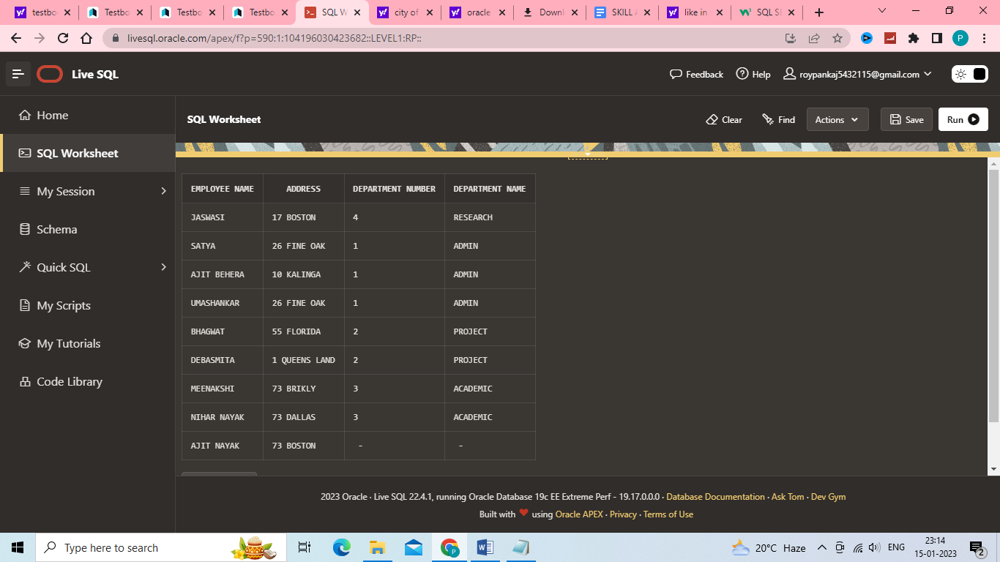 testbo
Testbo
Testbo
Testbo
SQL W
city of
oracle
Downl
SKILL A
like in
SQL SE
livesql.oracle.com/apex/f?p=590:1:104196030423682::LEVEL1:RP::
P
Live SQL
Feedback
Help
roypankaj5432115@gmail.com
Home
SQL Worksheet
My Session
Schema
Quick SQL
My Scripts
My Tutorials
Code Library
SQL Worksheet
Clear
Find
Actions
Save
Run
EMPLOYEE NAME ADDRESS DEPARTMENT NUMBER DEPARTMENT NAME
JASWASI 17 BOSTON 4 RESEARCH
SATYA 26 FINE OAK 1 ADMIN
AJIT BEHERA 10 KALINGA 1 ADMIN
UMASHANKAR 26 FINE OAK 1 ADMIN
BHAGWAT 55 FLORIDA 2 PROJECT
DEBASMITA 1 QUEENS LAND 2 PROJECT
MEENAKSHI 73 BRIKLY 3 ACADEMIC
NIHAR NAYAK 73 DALLAS 3 ACADEMIC
AJIT NAYAK 73 BOSTON - -
2023 Oracle · Live SQL 22.4.1, running Oracle Database 19c EE Extreme Perf - 19.17.0.0.0 · Database Documentation · Ask Tom · Dev Gym
Built with ❤ using Oracle APEX · Privacy · Terms of Use
Type here to search
20°C Haze
ENG
23:14
15-01-2023
2